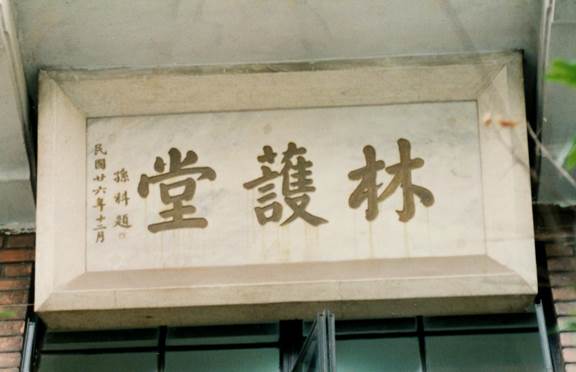 林護堂
孫科題
民國廿六年十二月